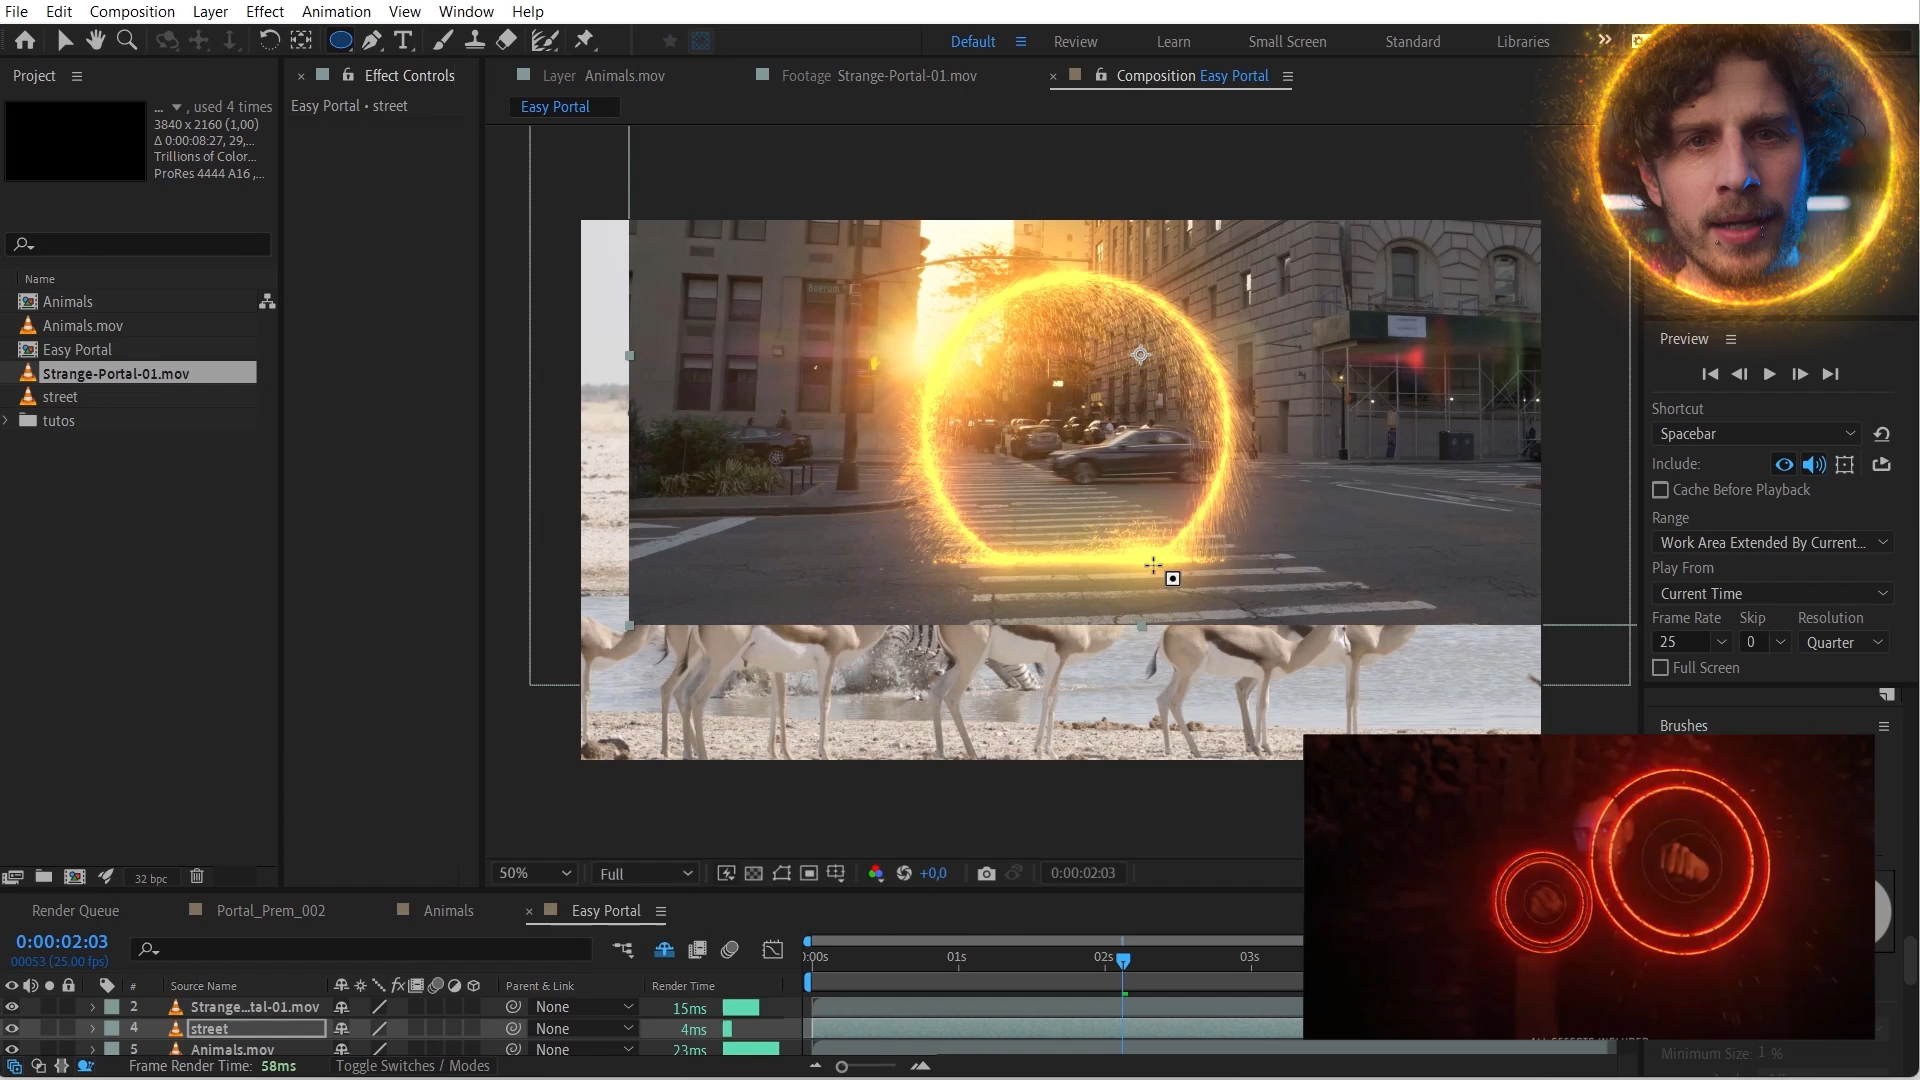 File Edit Composition Layer Effect Animation View Window Help
Default Review Learn Small Screen Standard Libraries
Project
Effect Controls
Layer Animals.mov
Footage Strange-Portal-01.mov
Composition Easy Portal
... , used 4 times
3840 x 2160 (1,00)
Δ 0:00:08:27, 29,...
Trillions of Color...
ProRes 4444 A16 ,...
Easy Portal • street
Easy Portal
Name
Animals
Animals.mov
Easy Portal
Strange-Portal-01.mov
street
tutos
32 bpc
Boerum
50%
Full
+0,0
0:00:02:03
Preview
Shortcut
Spacebar
Include:
Cache Before Playback
Range
Work Area Extended By Current...
Play From
Current Time
Frame Rate Skip Resolution
25 0 Quarter
Full Screen
Brushes
Minimum Size: 1 %
Render Queue
Portal_Prem_002
Animals
Easy Portal
0:00:02:03
00053 (25.00 fps)
:00s 01s 02s 03s
# Source Name
fx
Parent & Link
Render Time
2 Strange...tal-01.mov None 15ms
4 street None 4ms
5 Animals.mov None 23ms
Frame Render Time: 58ms
Toggle Switches / Modes
ALL EFFECTS INCLUDED